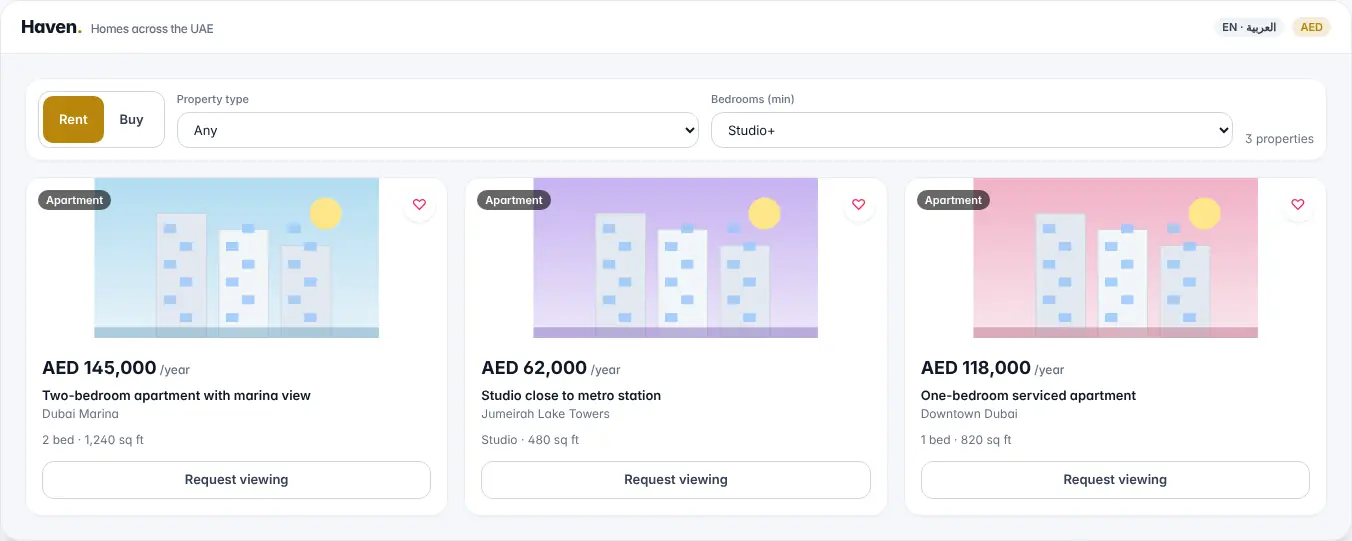 Haven. Homes across the UAE
EN · العربية
AED
Rent
Buy
Property type
Any
Bedrooms (min)
Studio+
3 properties
Apartment
AED 145,000 /year
Two-bedroom apartment with marina view
Dubai Marina
2 bed · 1,240 sq ft
Request viewing
Apartment
AED 62,000 /year
Studio close to metro station
Jumeirah Lake Towers
Studio · 480 sq ft
Request viewing
Apartment
AED 118,000 /year
One-bedroom serviced apartment
Downtown Dubai
1 bed · 820 sq ft
Request viewing